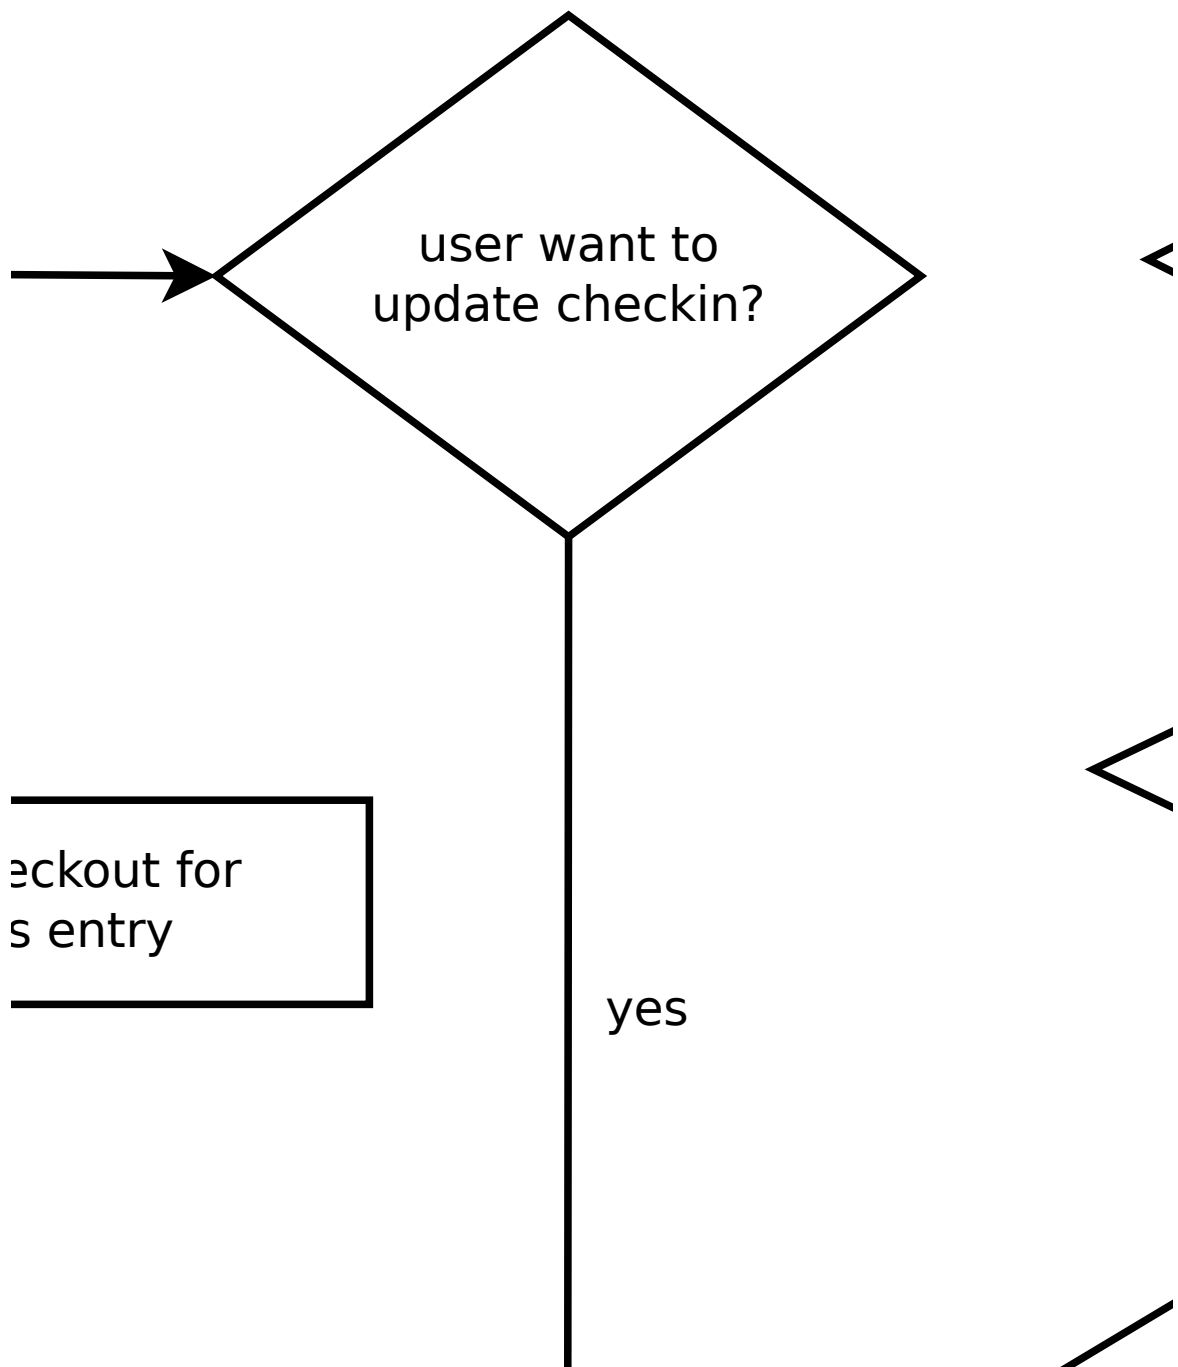 user want to
update checkin?
eckout for
s entry
yes